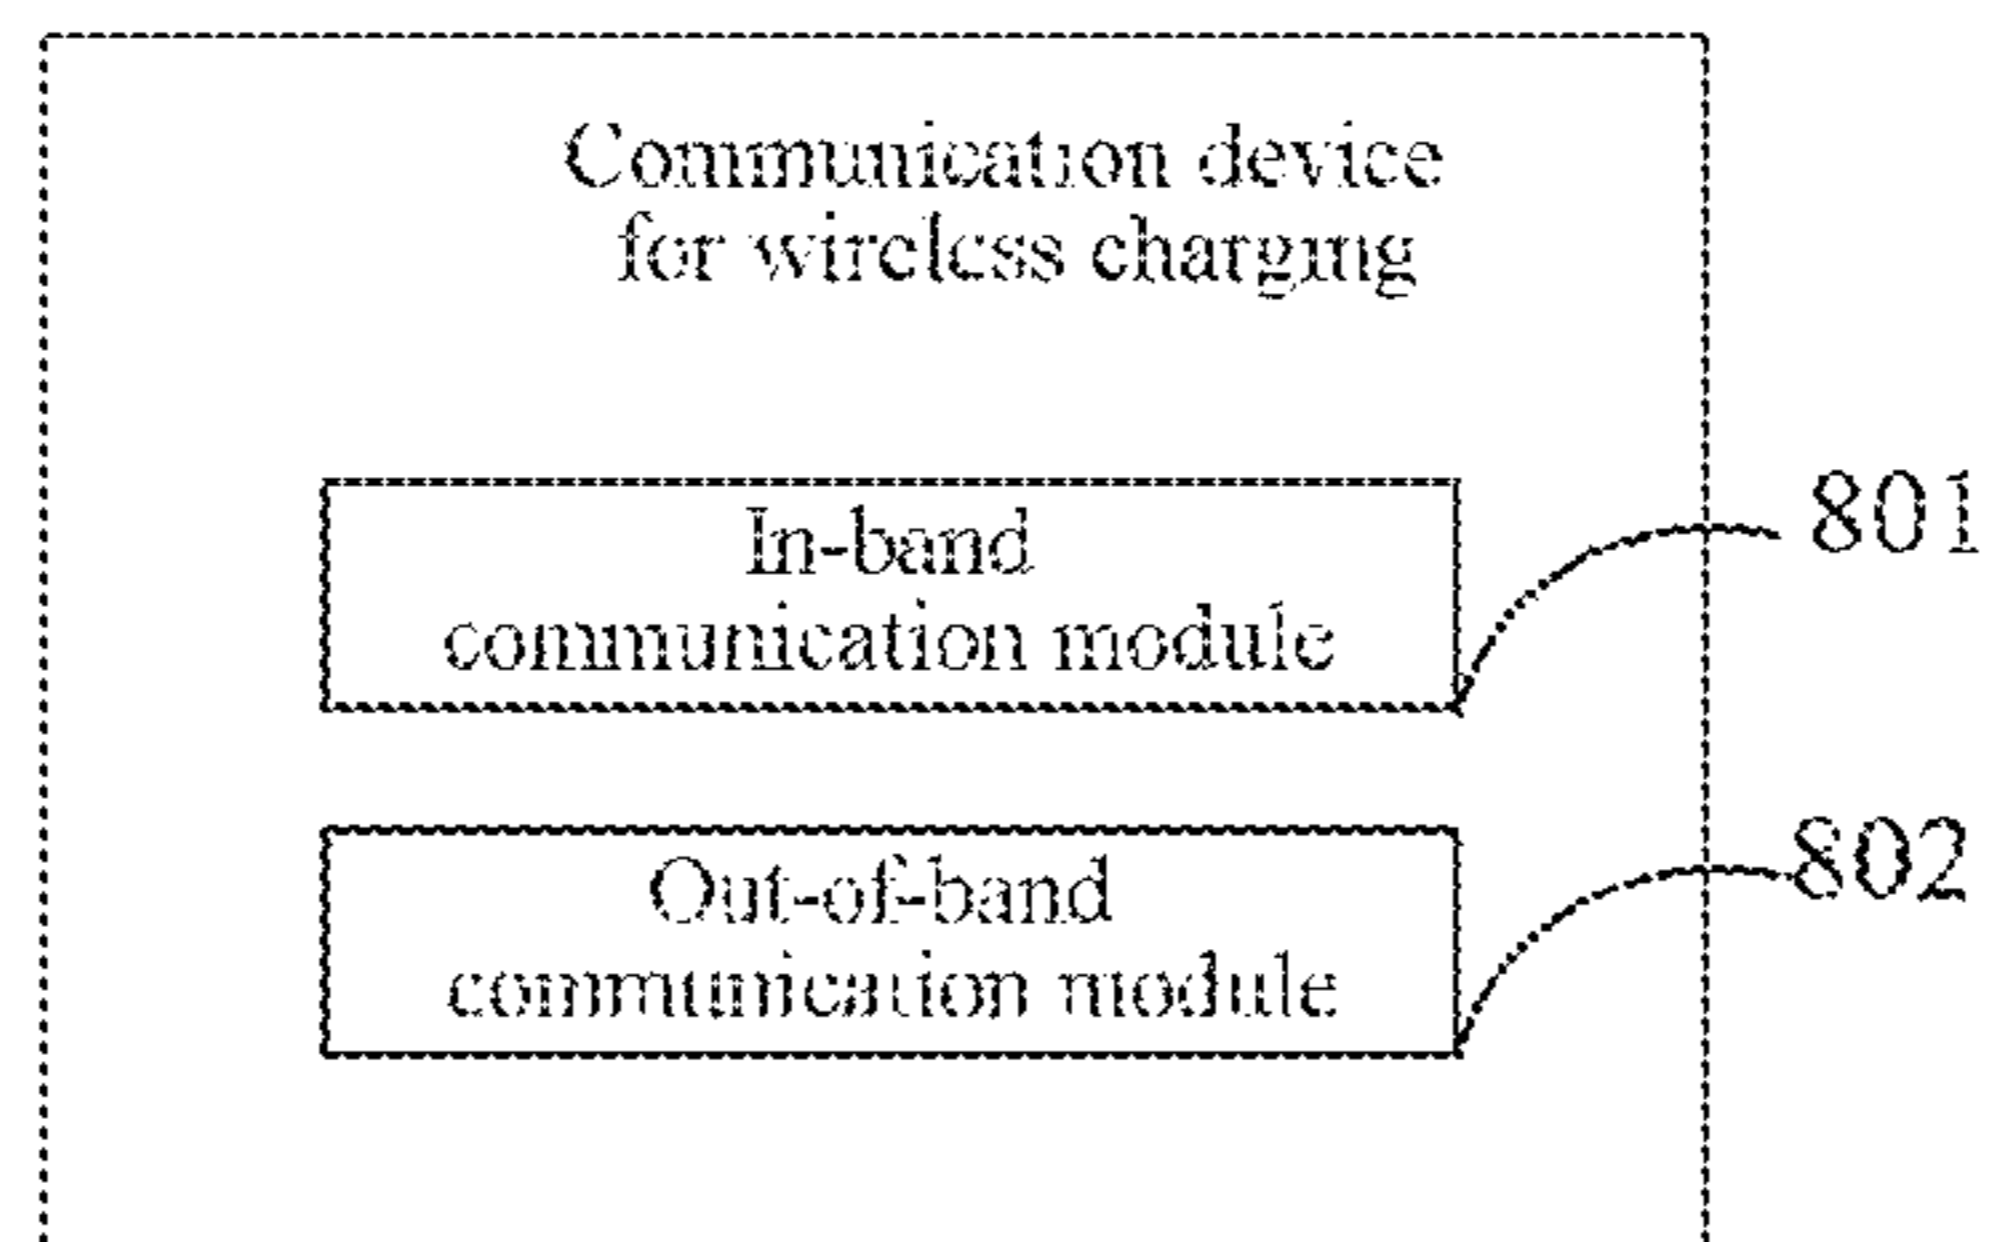 Communication device
for wireless charging
In-band
communication module
801
Out-of-band
communication module
802